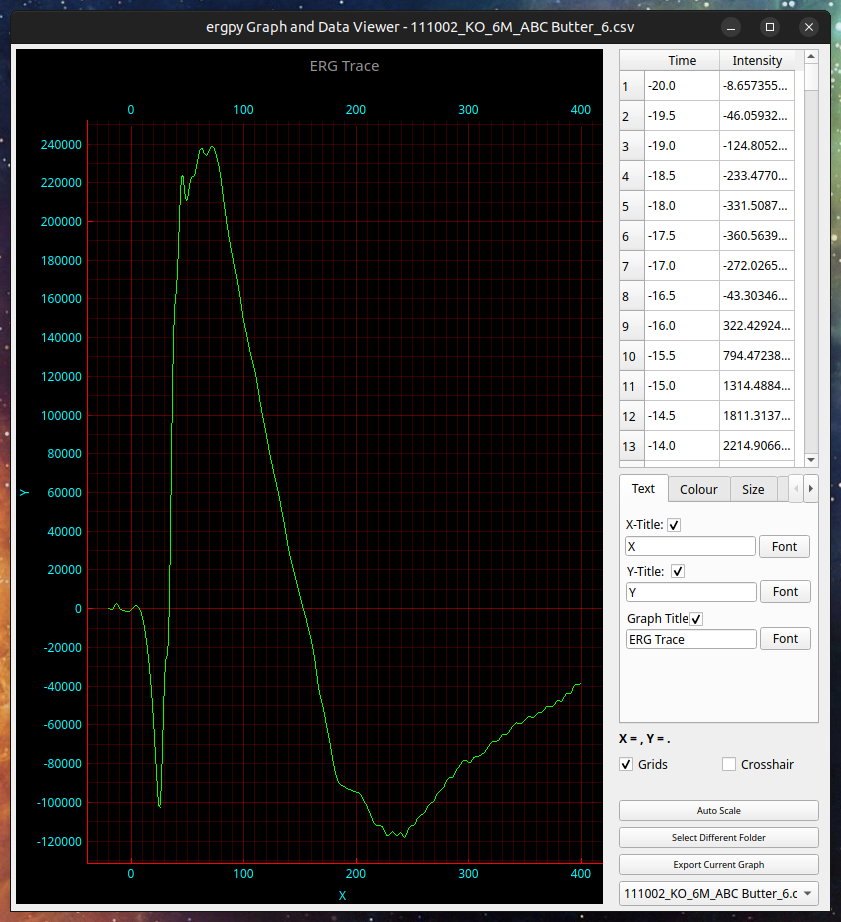 ergpy Graph and Data Viewer - 111002_KO_6M_ABC Butter_6.csv
ERG Trace
0 100 200 300 400
240000
220000
200000
180000
160000
140000
120000
100000
80000
60000
40000
20000
0
-20000
-40000
-60000
-80000
-100000
-120000
Y
0 100 200 300 400
X
Time Intensity
1 -20.0 -8.657355...
2 -19.5 -46.05932...
3 -19.0 -124.8052...
4 -18.5 -233.4770...
5 -18.0 -331.5087...
6 -17.5 -360.5639...
7 -17.0 -272.0265...
8 -16.5 -43.30346...
9 -16.0 322.42924...
10 -15.5 794.47238...
11 -15.0 1314.4884...
12 -14.5 1811.3137...
13 -14.0 2214.9066...
Text Colour Size
X-Title:
X Font
Y-Title:
Y Font
Graph Title
ERG Trace Font
X = , Y = .
Grids Crosshair
Auto Scale
Select Different Folder
Export Current Graph
111002_KO_6M_ABC Butter_6.c